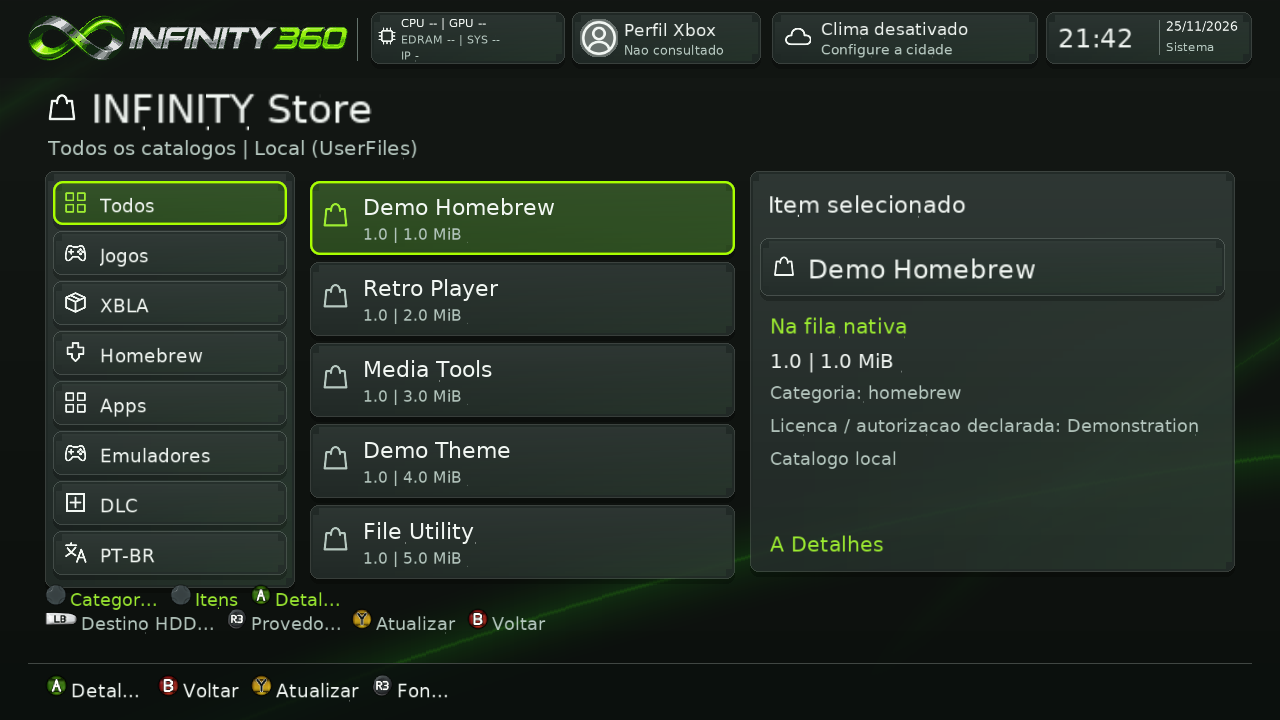 INFINITY 360
CPU -- | GPU --
EDRAM -- | SYS --
IP -
Perfil Xbox
Nao consultado
Clima desativado
Configure a cidade
21:42
25/11/2026
Sistema
INFINITY Store
Todos os catalogos | Local (UserFiles)
Todos
Jogos
XBLA
Homebrew
Apps
Emuladores
DLC
PT-BR
Demo Homebrew
1.0 | 1.0 MiB
Retro Player
1.0 | 2.0 MiB
Media Tools
1.0 | 3.0 MiB
Demo Theme
1.0 | 4.0 MiB
File Utility
1.0 | 5.0 MiB
Item selecionado
Demo Homebrew
Na fila nativa
1.0 | 1.0 MiB
Categoria: homebrew
Licenca / autorizacao declarada: Demonstration
Catalogo local
A Detalhes
Categor... Itens A Detal...
LB Destino HDD... R3 Provedo... Y Atualizar B Voltar
A Detal... B Voltar Y Atualizar R3 Fon...